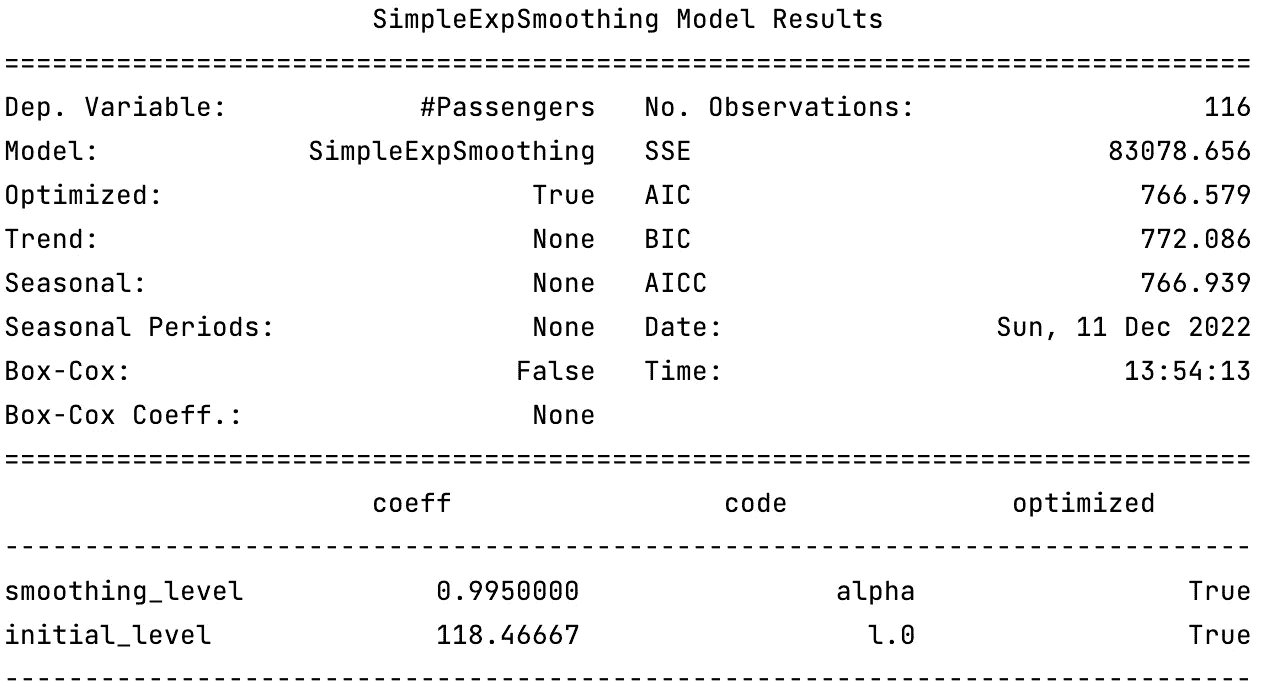 SimpleExpSmoothing Model Results
==============================================================================
Dep. Variable: #Passengers No. Observations: 116
Model: SimpleExpSmoothing SSE 83078.656
Optimized: True AIC 766.579
Trend: None BIC 772.086
Seasonal: None AICC 766.939
Seasonal Periods: None Date: Sun, 11 Dec 2022
Box-Cox: False Time: 13:54:13
Box-Cox Coeff.: None
==============================================================================
coeff code optimized
------------------------------------------------------------------------------
smoothing_level 0.9950000 alpha True
initial_level 118.46667 l.0 True
------------------------------------------------------------------------------